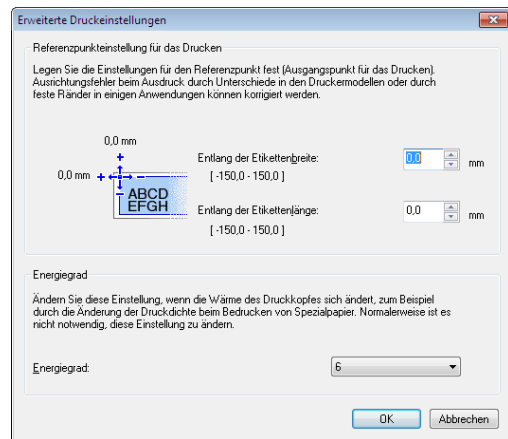 Erweiterte Druckeinstellungen
Referenzpunkteinstellung für das Drucken
Legen Sie die Einstellungen für den Referenzpunkt fest (Ausgangspunkt für das Drucken).
Ausrichtungsfehler beim Ausdruck durch Unterschiede in den Druckermodellen oder durch
feste Ränder in einigen Anwendungen können korrigiert werden.
0,0 mm
0,0 mm
ABCD
EFGH
Entlang der Etikettenbreite:
0,0 mm
[ -150,0 - 150,0 ]
Entlang der Etikettenlänge:
0,0 mm
[ -150,0 - 150,0 ]
Energiegrad
Ändern Sie diese Einstellung, wenn die Wärme des Druckkopfes sich ändert, zum Beispiel
durch die Änderung der Druckdichte beim Bedrucken von Spezialpapier. Normalerweise ist es
nicht notwendig, diese Einstellung zu ändern.
Energiegrad:
6
OK Abbrechen